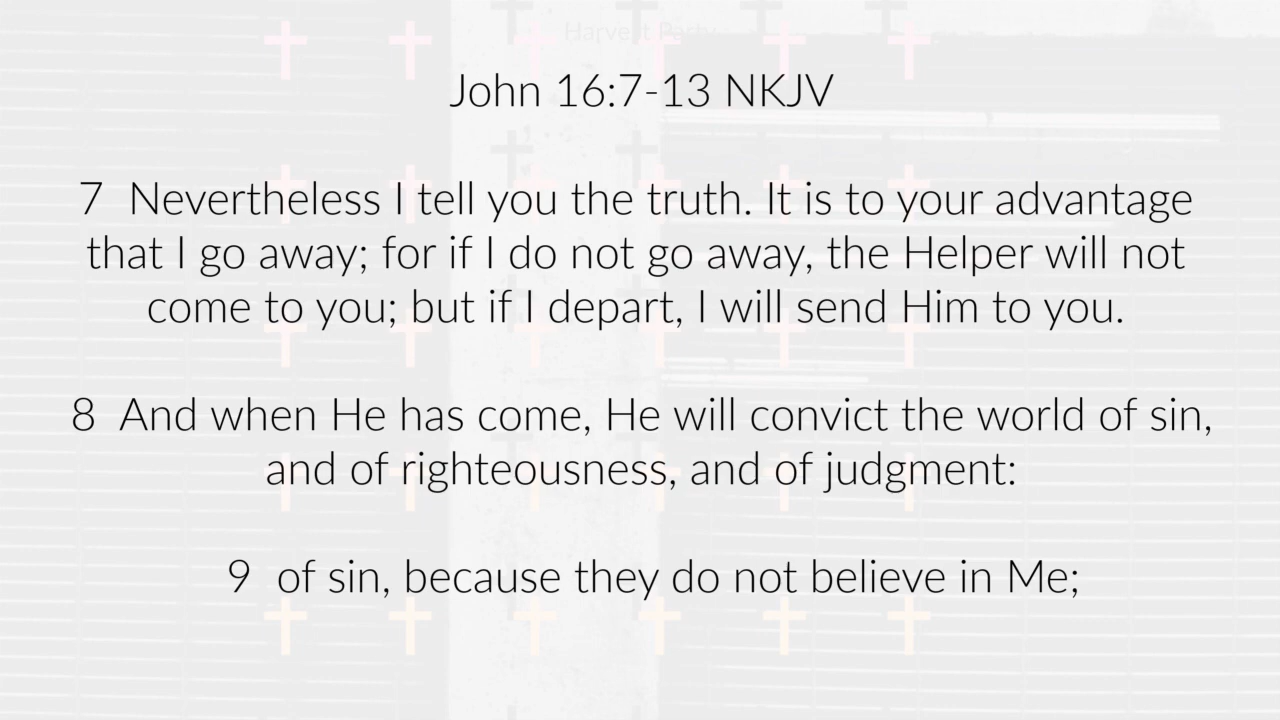 Harvest Party
John 16:7-13 NKJV
7 Nevertheless I tell you the truth. It is to your advantage
that I go away; for if I do not go away, the Helper will not
come to you; but if I depart, I will send Him to you.
8 And when He has come, He will convict the world of sin,
and of righteousness, and of judgment:
9 of sin, because they do not believe in Me;